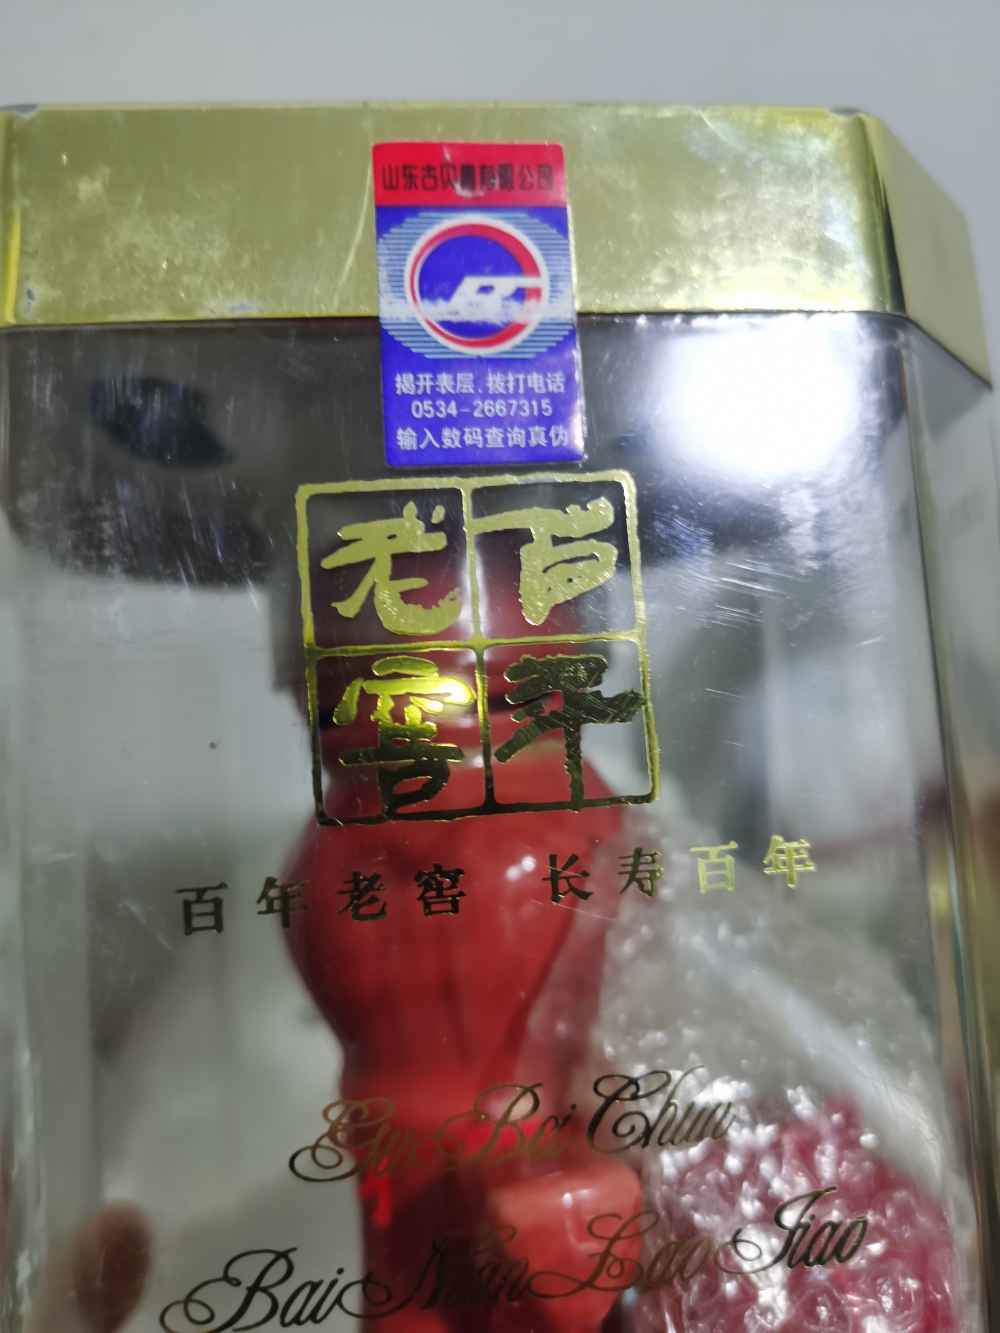 山东古贝春有限公司
揭开表层、拨打电话
0534-2667315
输入数码查询真伪
百年
老窖
百年老窖 长寿百年
Gu Bei Chun
Bai Nian Lao Jiao